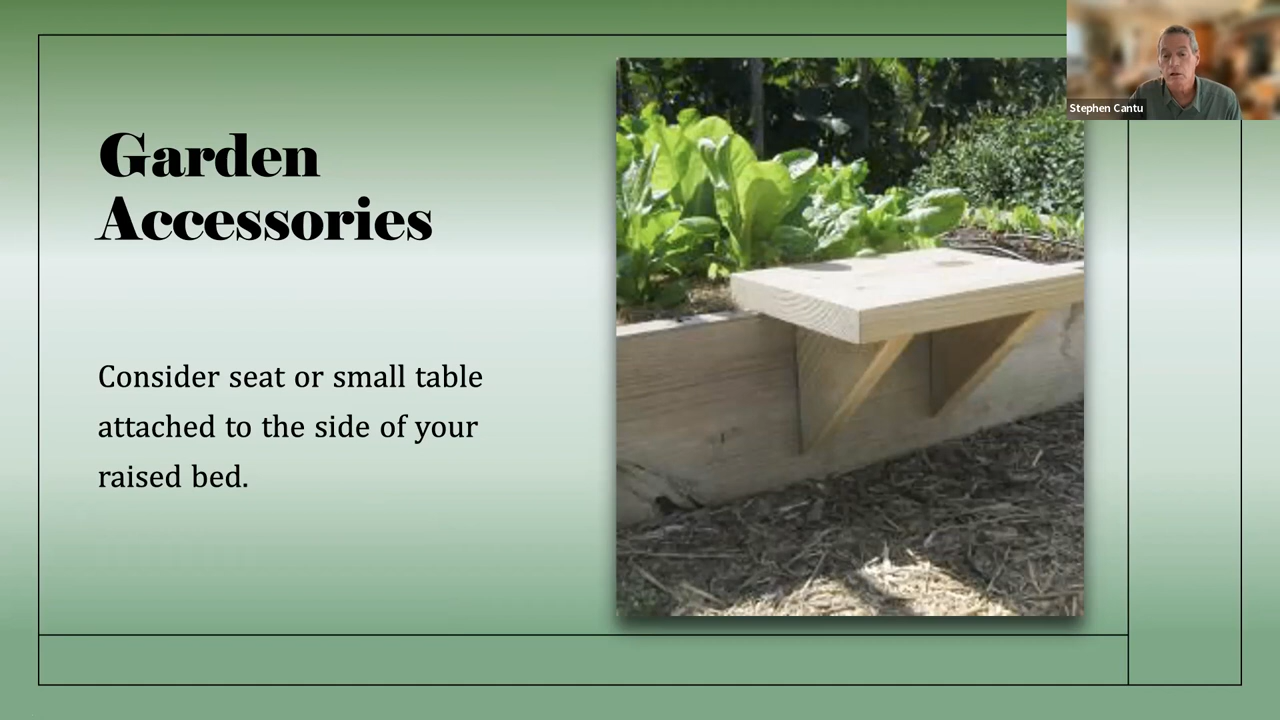 Garden
Accessories
Consider seat or small table
attached to the side of your
raised bed.
Stephen Cantu